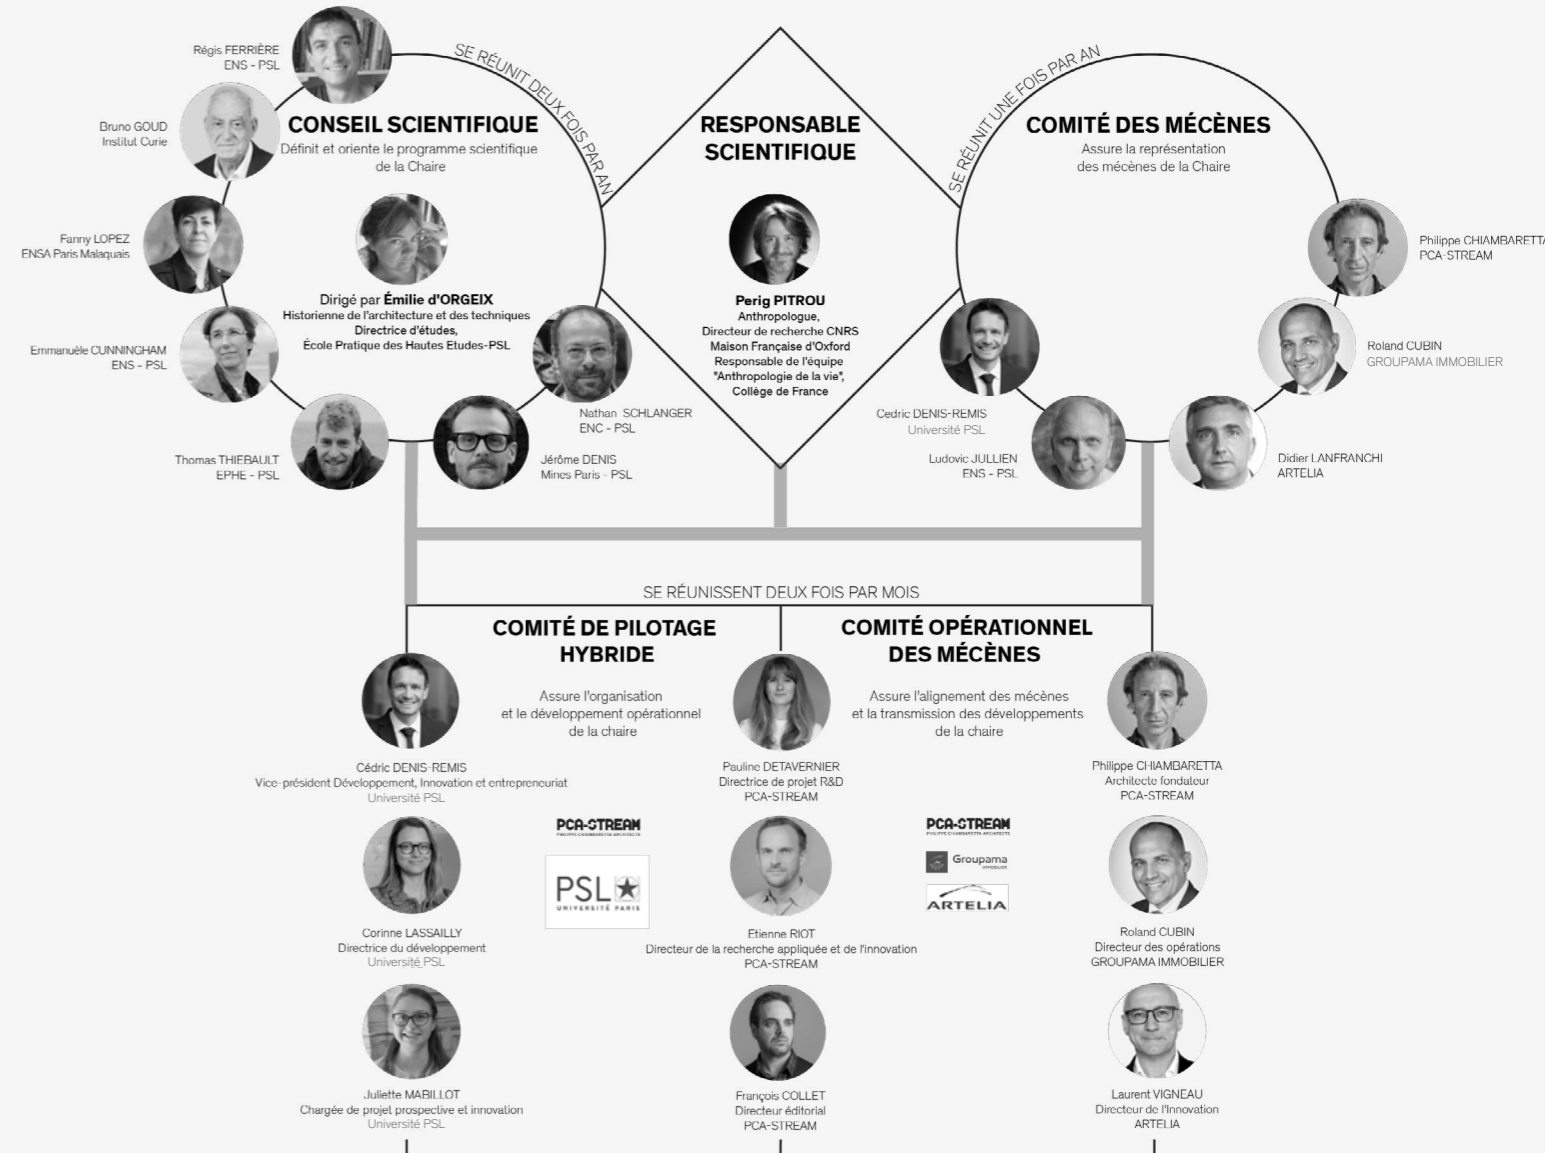 Régis FERRIÈRE
ENS - PSL
Bruno GOUD
Institut Curie
Fanny LOPEZ
ENSA Paris Malaquais
Emmanuèle CUNNINGHAM
ENS - PSL
Thomas THIEBAULT
EPHE - PSL
Jérôme DENIS
Mines Paris - PSL
Nathan SCHLANGER
ENC - PSL
SE RÉUNIT DEUX FOIS PAR AN
CONSEIL SCIENTIFIQUE
Définit et oriente le programme scientifique
de la Chaire
Dirigé par Émilie d'ORGEIX
Historienne de l'architecture et des techniques
Directrice d'études,
École Pratique des Hautes Etudes-PSL
RESPONSABLE
SCIENTIFIQUE
Perig PITROU
Anthropologue,
Directeur de recherche CNRS
Maison Française d'Oxford
Responsable de l'équipe
"Anthropologie de la vie",
Collège de France
SE RÉUNIT UNE FOIS PAR AN
COMITÉ DES MÉCÈNES
Assure la représentation
des mécènes de la Chaire
Philippe CHIAMBARETTA
PCA-STREAM
Roland CUBIN
GROUPAMA IMMOBILIER
Cedric DENIS-REMIS
Université PSL
Ludovic JULLIEN
ENS - PSL
Didier LANFRANCHI
ARTELIA
SE RÉUNISSENT DEUX FOIS PAR MOIS
COMITÉ DE PILOTAGE
HYBRIDE
Assure l'organisation
et le développement opérationnel
de la chaire
COMITÉ OPÉRATIONNEL
DES MÉCÈNES
Assure l'alignement des mécènes
et la transmission des développements
de la chaire
Cédric DENIS-REMIS
Vice-président Développement, Innovation et entrepreneuriat
Université PSL
Pauline DETAVERNIER
Directrice de projet R&D
PCA-STREAM
Philippe CHIAMBARETTA
Architecte fondateur
PCA-STREAM
PCA-STREAM
PHILIPPE CHIAMBARETTA ARCHITECTE
PSL
UNIVERSITÉ PARIS
PCA-STREAM
PHILIPPE CHIAMBARETTA ARCHITECTE
Groupama
IMMOBILIER
ARTELIA
Corinne LASSAILLY
Directrice du développement
Université PSL
Etienne RIOT
Directeur de la recherche appliquée et de l'innovation
PCA-STREAM
Roland CUBIN
Directeur des opérations
GROUPAMA IMMOBILIER
Juliette MABILLOT
Chargée de projet prospective et innovation
Université PSL
François COLLET
Directeur éditorial
PCA-STREAM
Laurent VIGNEAU
Directeur de l'Innovation
ARTELIA